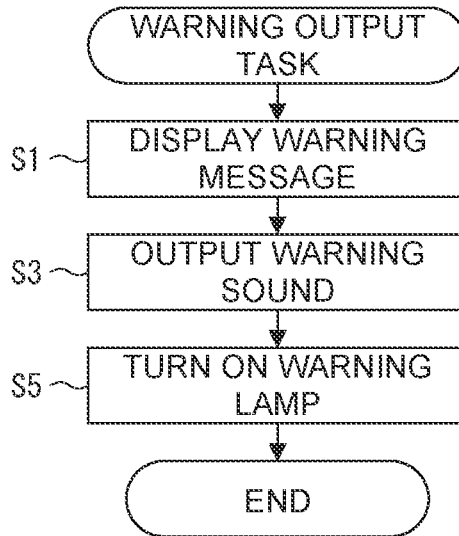 WARNING OUTPUT
TASK
S1
DISPLAY WARNING
MESSAGE
S3
OUTPUT WARNING
SOUND
S5
TURN ON WARNING
LAMP
END